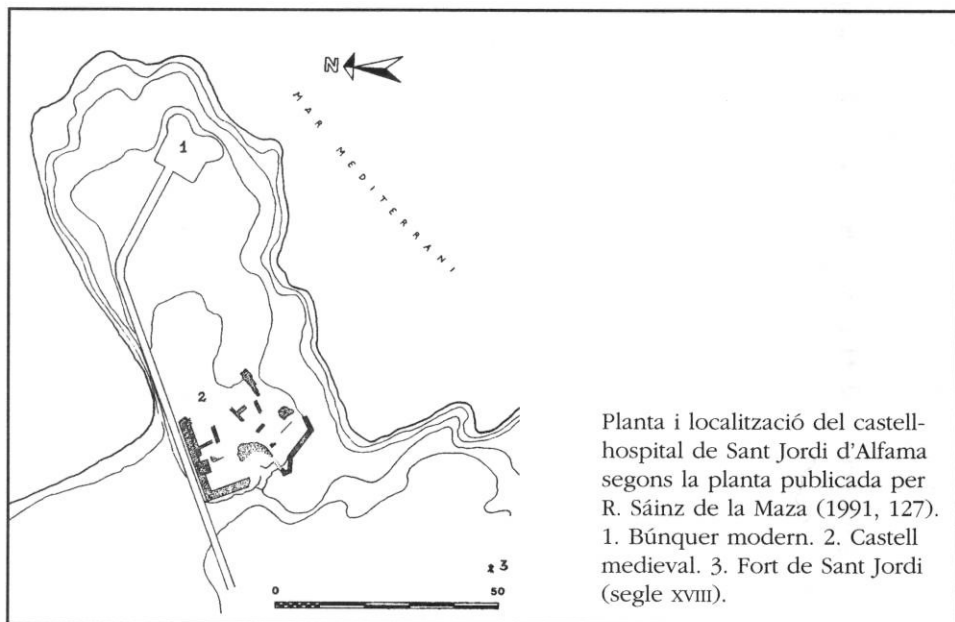 N
MAR MEDITERRANI
1
2
3
0 50
Planta i localització del castell-
hospital de Sant Jordi d'Alfama
segons la planta publicada per
R. Sáinz de la Maza (1991, 127).
1. Búnquer modern. 2. Castell
medieval. 3. Fort de Sant Jordi
(segle XVIII).